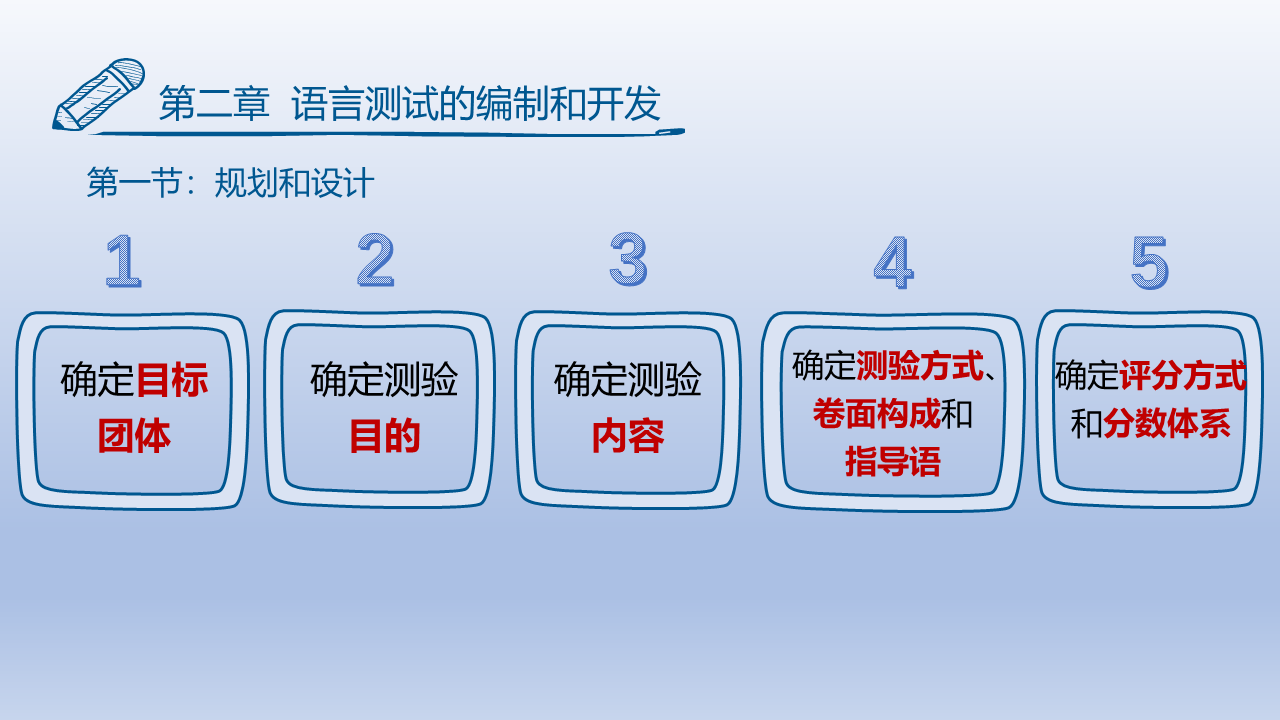 第二章 语言测试的编制和开发
第一节：规划和设计
1
确定目标
团体
2
确定测验
目的
3
确定测验
内容
4
确定测验方式、
卷面构成和
指导语
5
确定评分方式
和分数体系